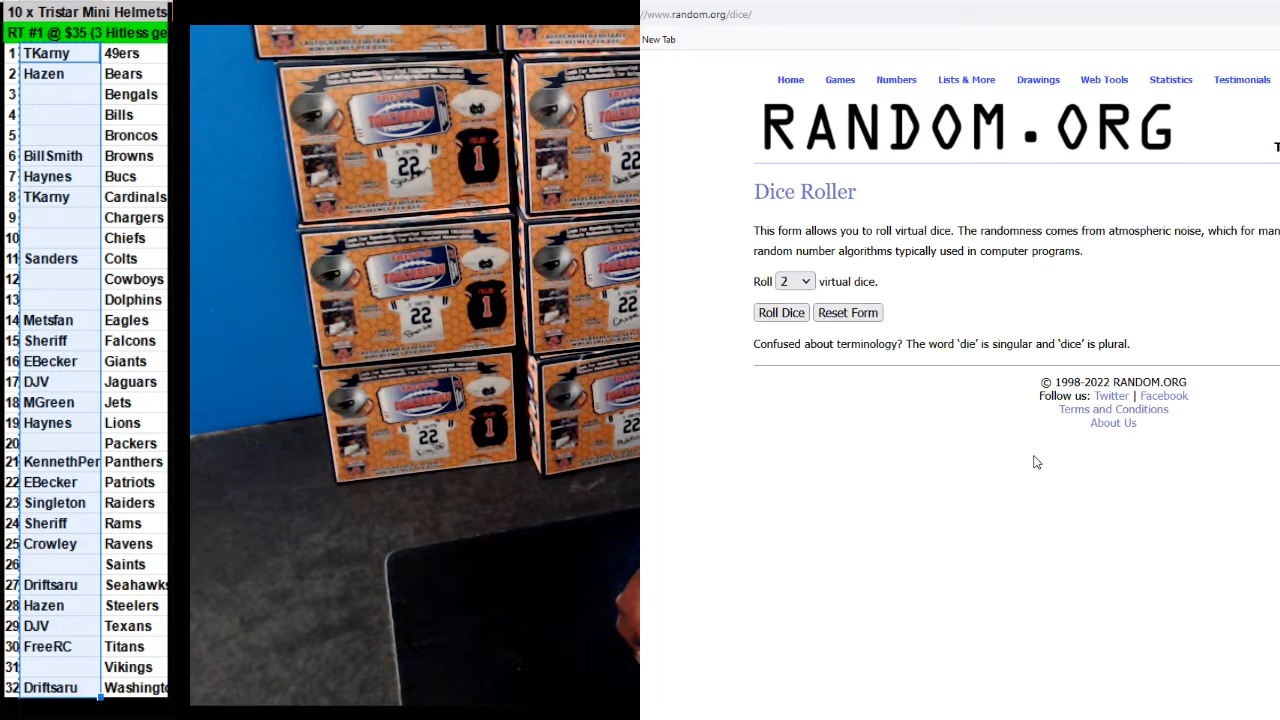 10 x Tristar Mini Helmets
RT #1 @ $35 (3 Hitless ge
1 TKarny 49ers
2 Hazen Bears
3 Bengals
4 Bills
5 Broncos
6 BillSmith Browns
7 Haynes Bucs
8 TKarny Cardinals
9 Chargers
10 Chiefs
11 Sanders Colts
12 Cowboys
13 Dolphins
14 Metsfan Eagles
15 Sheriff Falcons
16 EBecker Giants
17 DJV Jaguars
18 MGreen Jets
19 Haynes Lions
20 Packers
21 KennethPer Panthers
22 EBecker Patriots
23 Singleton Raiders
24 Sheriff Rams
25 Crowley Ravens
26 Saints
27 Driftsaru Seahawks
28 Hazen Steelers
29 DJV Texans
30 FreeRC Titans
31 Vikings
32 Driftsaru Washingto
TRISTAR
22
1
22
1
22
1
//www.random.org/dice/
New Tab
Home Games Numbers Lists & More Drawings Web Tools Statistics Testimonials
RANDOM.ORG
T
Dice Roller
This form allows you to roll virtual dice. The randomness comes from atmospheric noise, which for man
random number algorithms typically used in computer programs.
Roll 2 virtual dice.
Roll Dice Reset Form
Confused about terminology? The word ‘die’ is singular and ‘dice’ is plural.
© 1998-2022 RANDOM.ORG
Follow us: Twitter | Facebook
Terms and Conditions
About Us